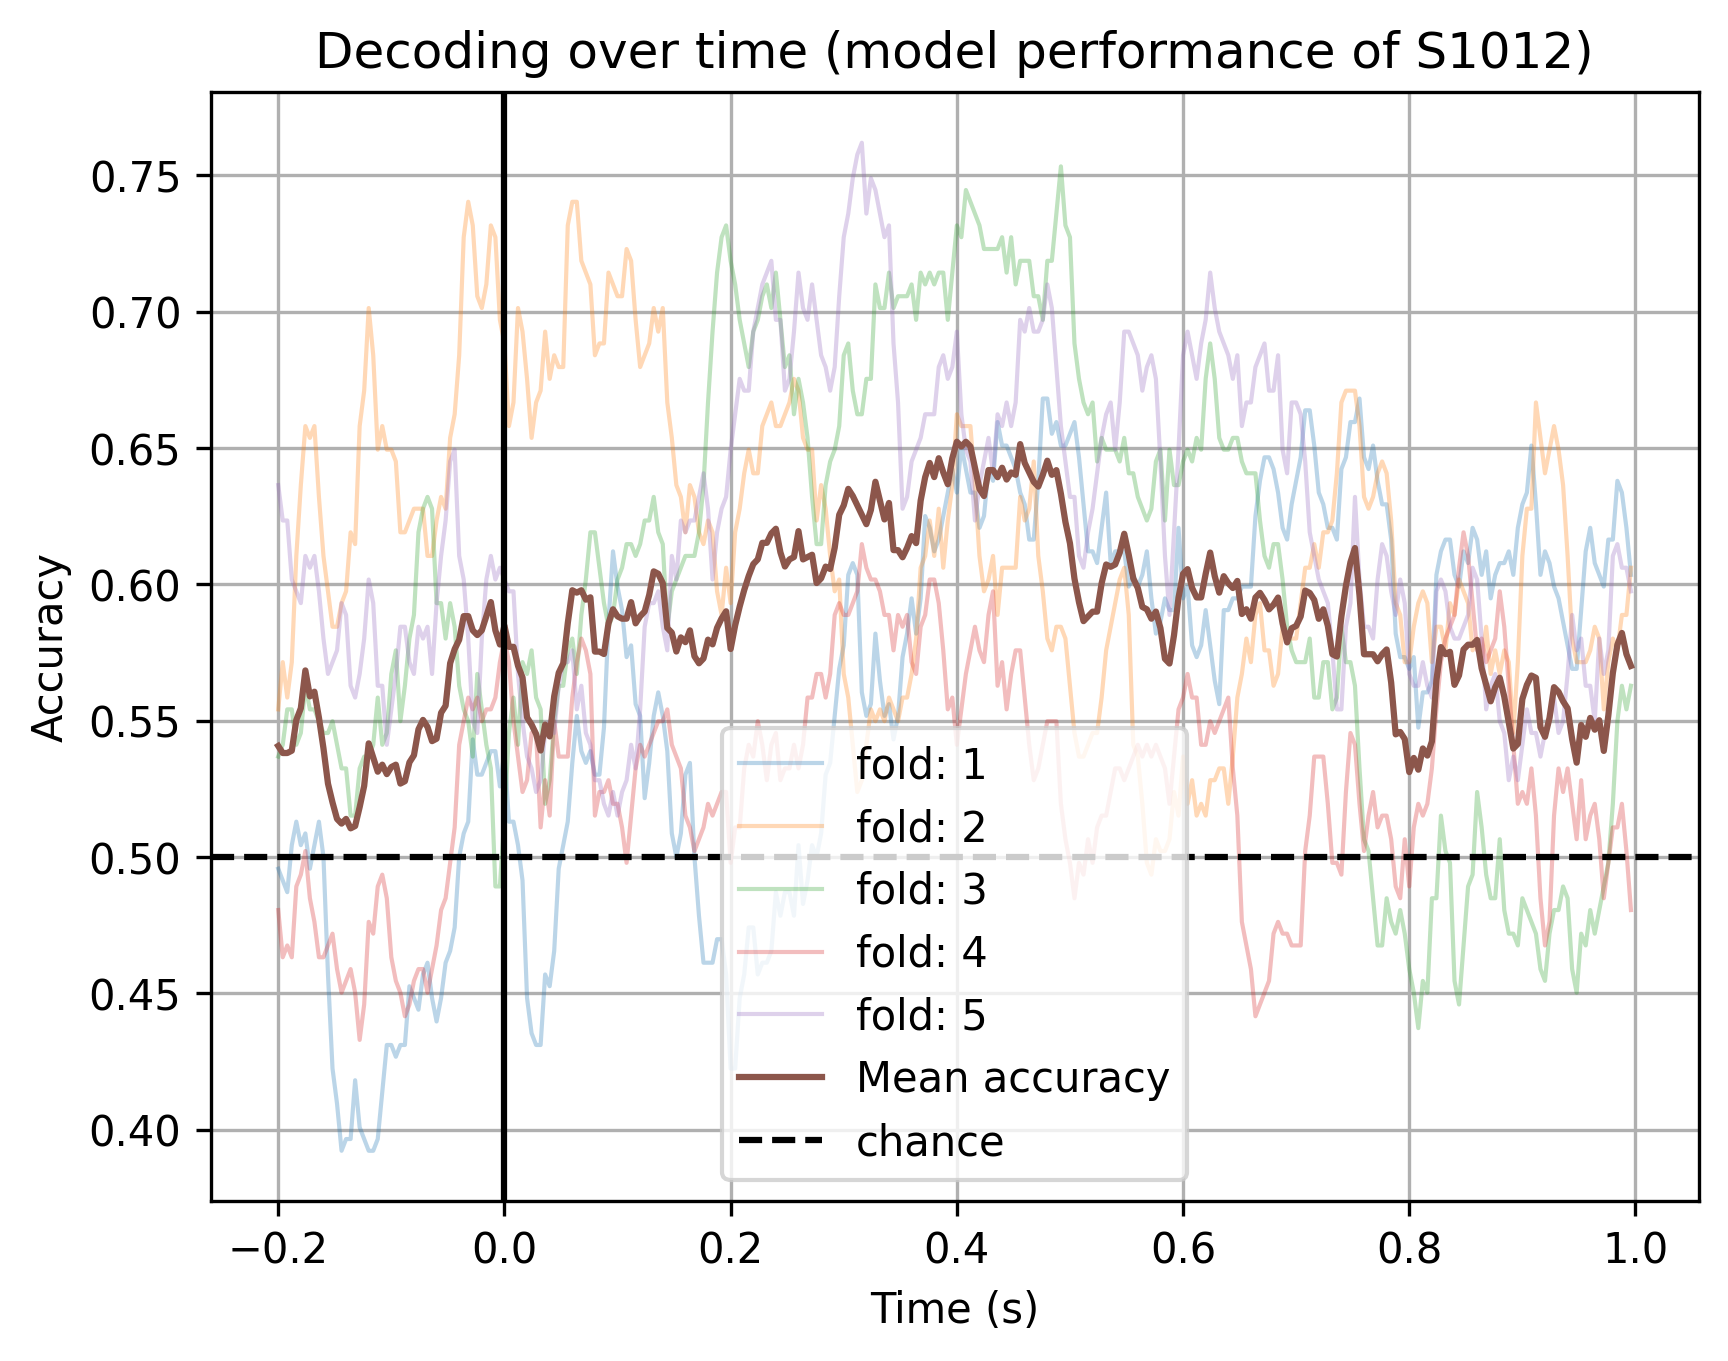 Decoding over time (model performance of S1012)
Accuracy
0.75
0.70
0.65
0.60
0.55
0.50
0.45
0.40
fold: 1
fold: 2
fold: 3
fold: 4
fold: 5
Mean accuracy
chance
−0.2
0.0
0.2
0.4
0.6
0.8
1.0
Time (s)